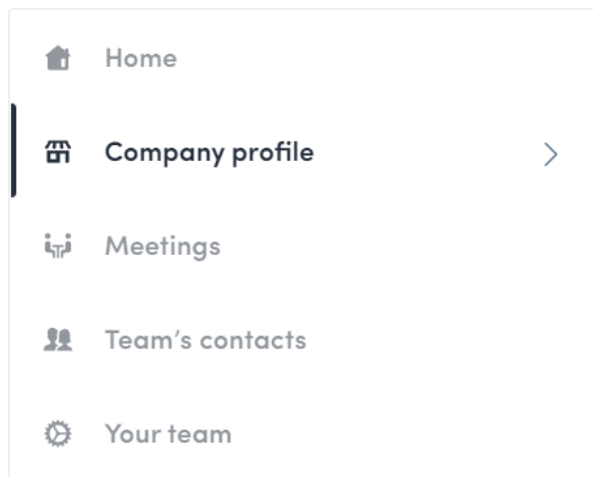 Home
Company profile
Meetings
Team’s contacts
Your team